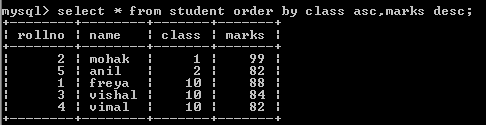 mysql> select * from student order by class asc,marks desc;
+--------+--------+-------+-------+
| rollno | name | class | marks |
+--------+--------+-------+-------+
| 2 | mohak | 1 | 99 |
| 5 | anil | 2 | 82 |
| 1 | freya | 10 | 88 |
| 3 | vishal | 10 | 84 |
| 4 | vimal | 10 | 82 |
+--------+--------+-------+-------+